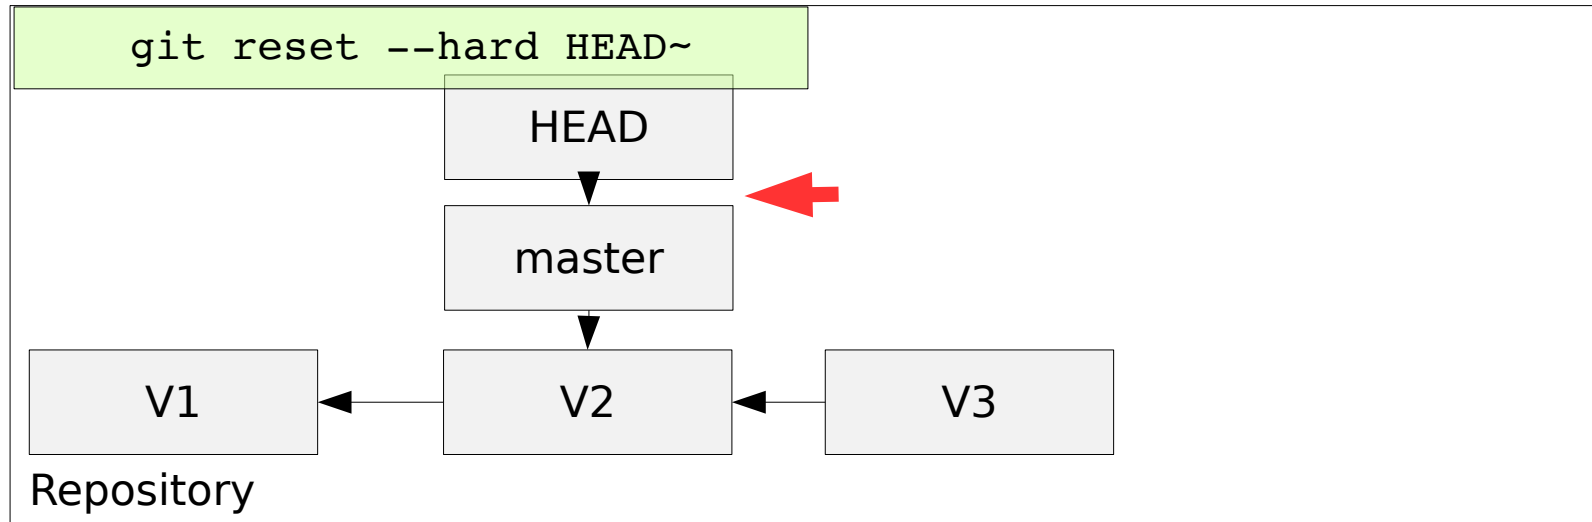 git reset --hard HEAD~
HEAD
master
V1 V2 V3
Repository